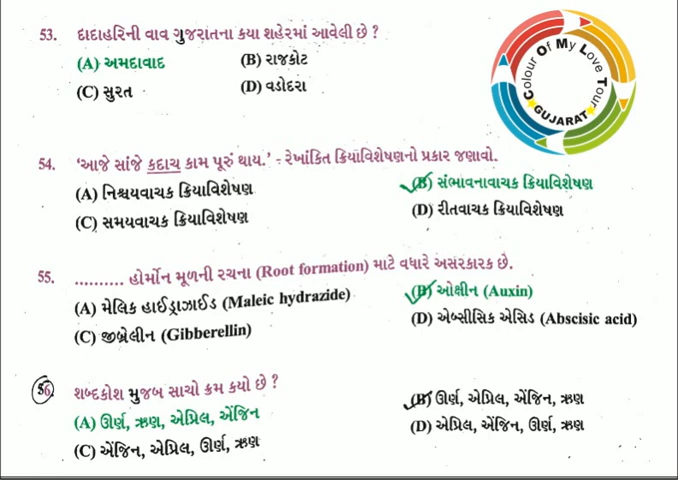 53. દાદાહરિની વાવ ગુજરાતના કયા શહેરમાં આવેલી છે ?
(A) અમદાવાદ (B) રાજકોટ
(C) સુરત (D) વડોદરા
Colour Of My Love Tour
GUJARAT
54. ‘આજે સાંજે કદાચ કામ પૂરું થાય.’ - રેખાંકિત ક્રિયાવિશેષણનો પ્રકાર જણાવો.
(A) નિશ્ચયવાચક ક્રિયાવિશેષણ (B) સંભાવનાવાચક ક્રિયાવિશેષણ
(C) સમયવાચક ક્રિયાવિશેષણ (D) રીતવાચક ક્રિયાવિશેષણ
55. .......... હોર્મોન મૂળની રચના (Root formation) માટે વધારે અસરકારક છે.
(A) મેલિક હાઈડ્રાઝાઈડ (Maleic hydrazide) (B) ઓક્ષીન (Auxin)
(C) જીબ્રેલીન (Gibberellin) (D) એબ્સીસિક એસિડ (Abscisic acid)
56. શબ્દકોશ મુજબ સાચો ક્રમ કયો છે ?
(A) ઊર્ણ, ઋણ, એપ્રિલ, એંજિન (B) ઊર્ણ, એપ્રિલ, એંજિન, ઋણ
(C) એંજિન, એપ્રિલ, ઊર્ણ, ઋણ (D) એપ્રિલ, એંજિન, ઊર્ણ, ઋણ